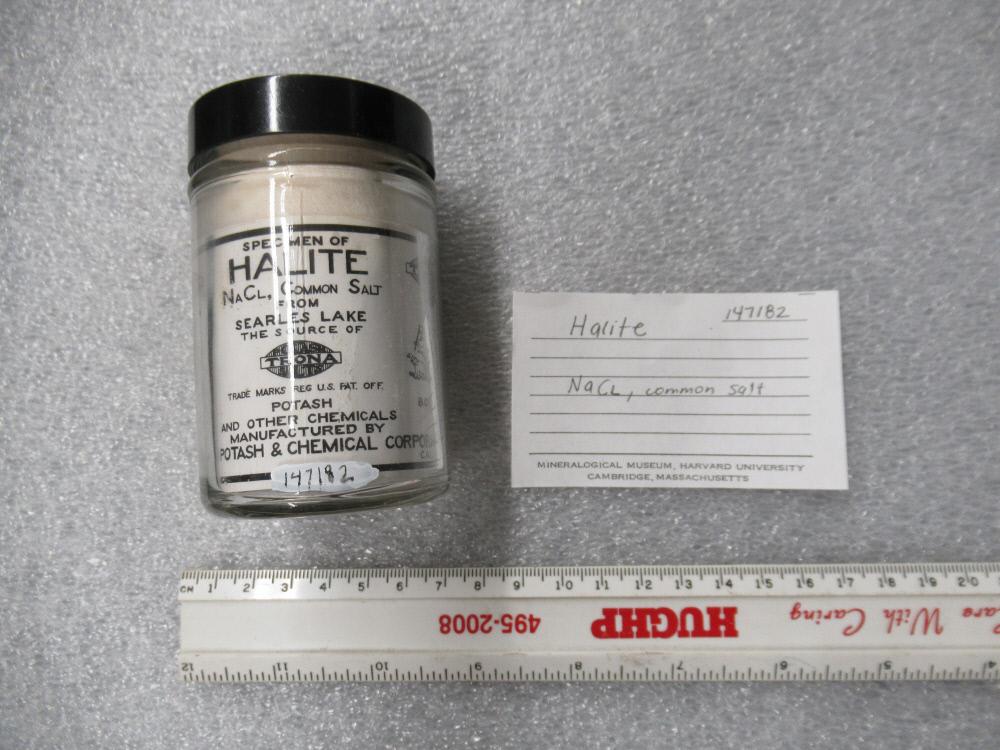 SPECIMEN OF
HALITE
NaCl, Common Salt
FROM
SEARLES LAKE
THE SOURCE OF
TRONA
TRADE MARKS REG U.S. PAT. OFF.
POTASH
AND OTHER CHEMICALS
MANUFACTURED BY
POTASH & CHEMICAL
147182
Halite 147182
NaCl, common salt
MINERALOGICAL MUSEUM, HARVARD UNIVERSITY
CAMBRIDGE, MASSACHUSETTS
CM 1 2 3 4 5 6 7 8 9 10 11 12 13 14 15 16 17 18 19 20
495-2008 HUGHP With Caring
12 11 10 9 8 7 6 5 4